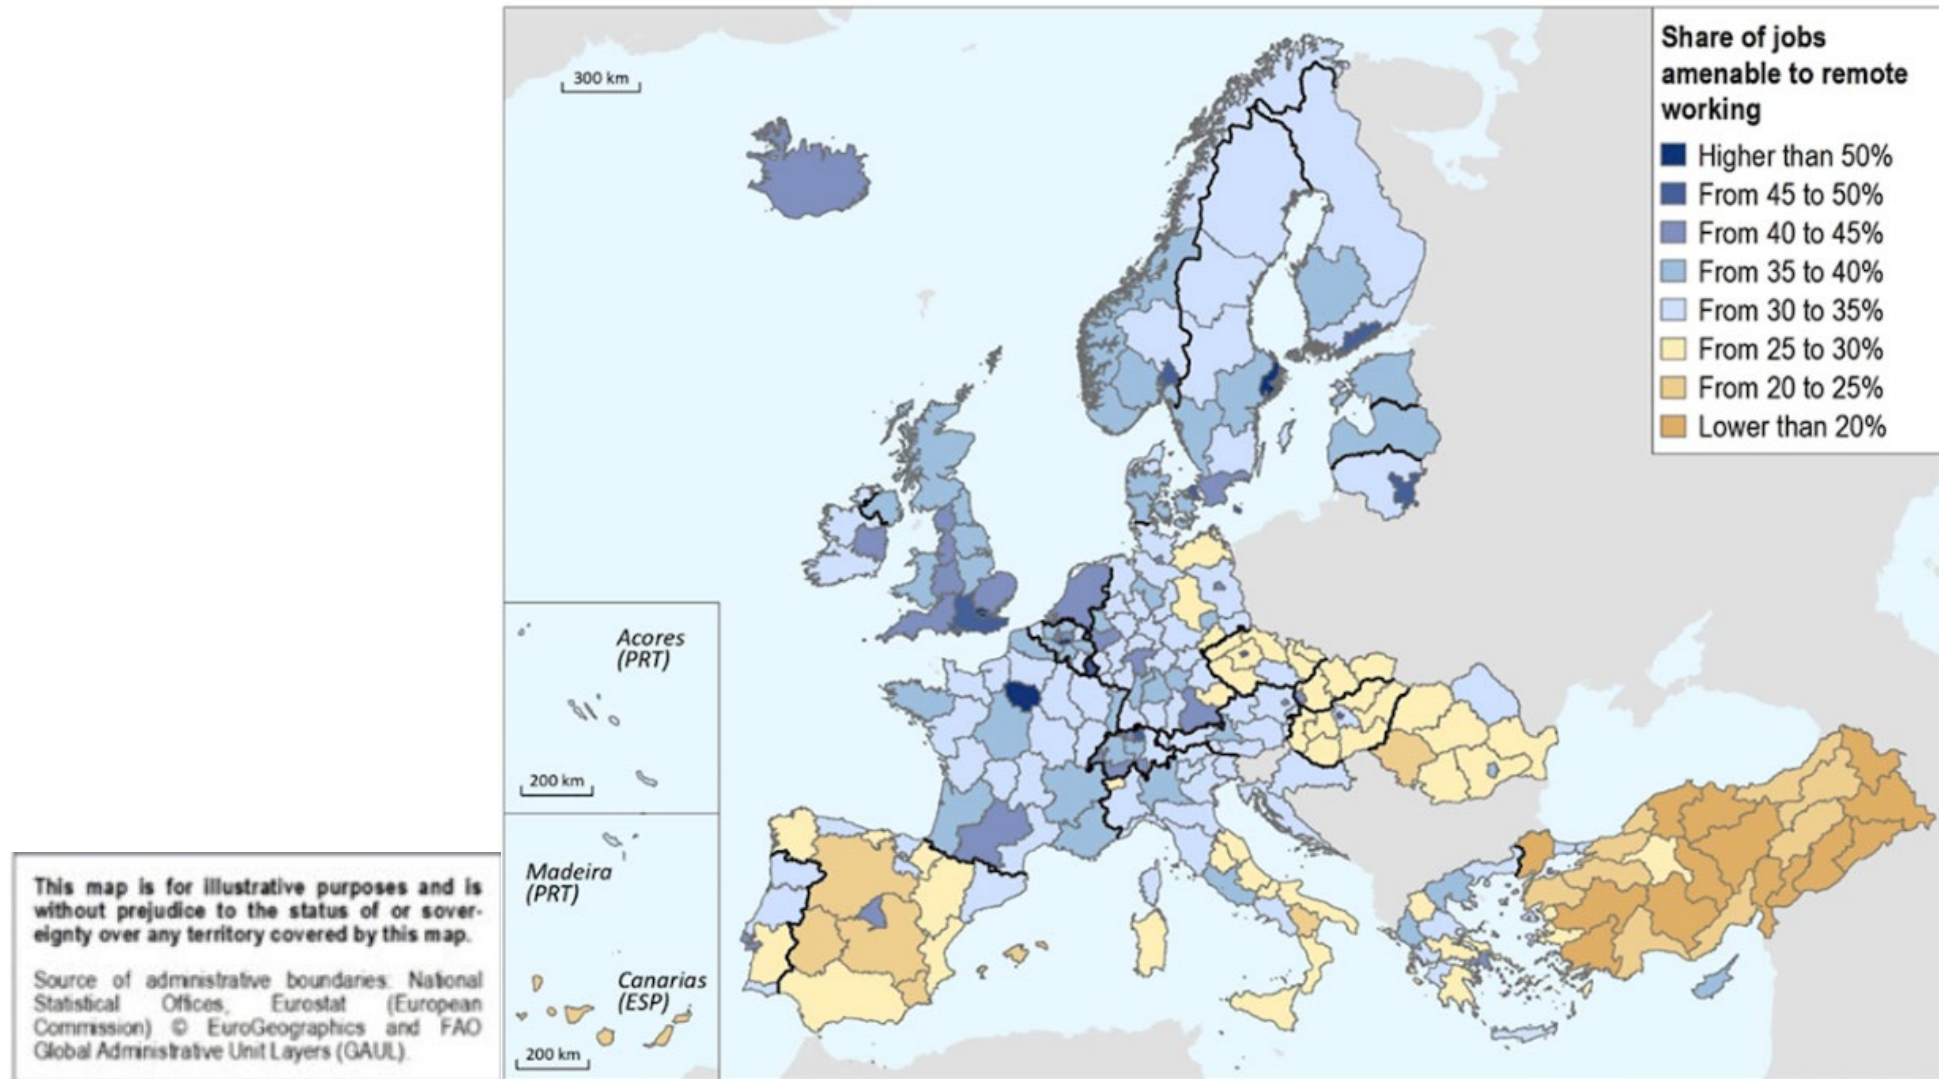 300 km
Share of jobs
amenable to remote
working
Higher than 50%
From 45 to 50%
From 40 to 45%
From 35 to 40%
From 30 to 35%
From 25 to 30%
From 20 to 25%
Lower than 20%
Acores
(PRT)
200 km
Madeira
(PRT)
Canarias
(ESP)
200 km
This map is for illustrative purposes and is
without prejudice to the status of or sover-
eignty over any territory covered by this map.
Source of administrative boundaries: National
Statistical Offices, Eurostat (European
Commission) © EuroGeographics and FAO
Global Administrative Unit Layers (GAUL).